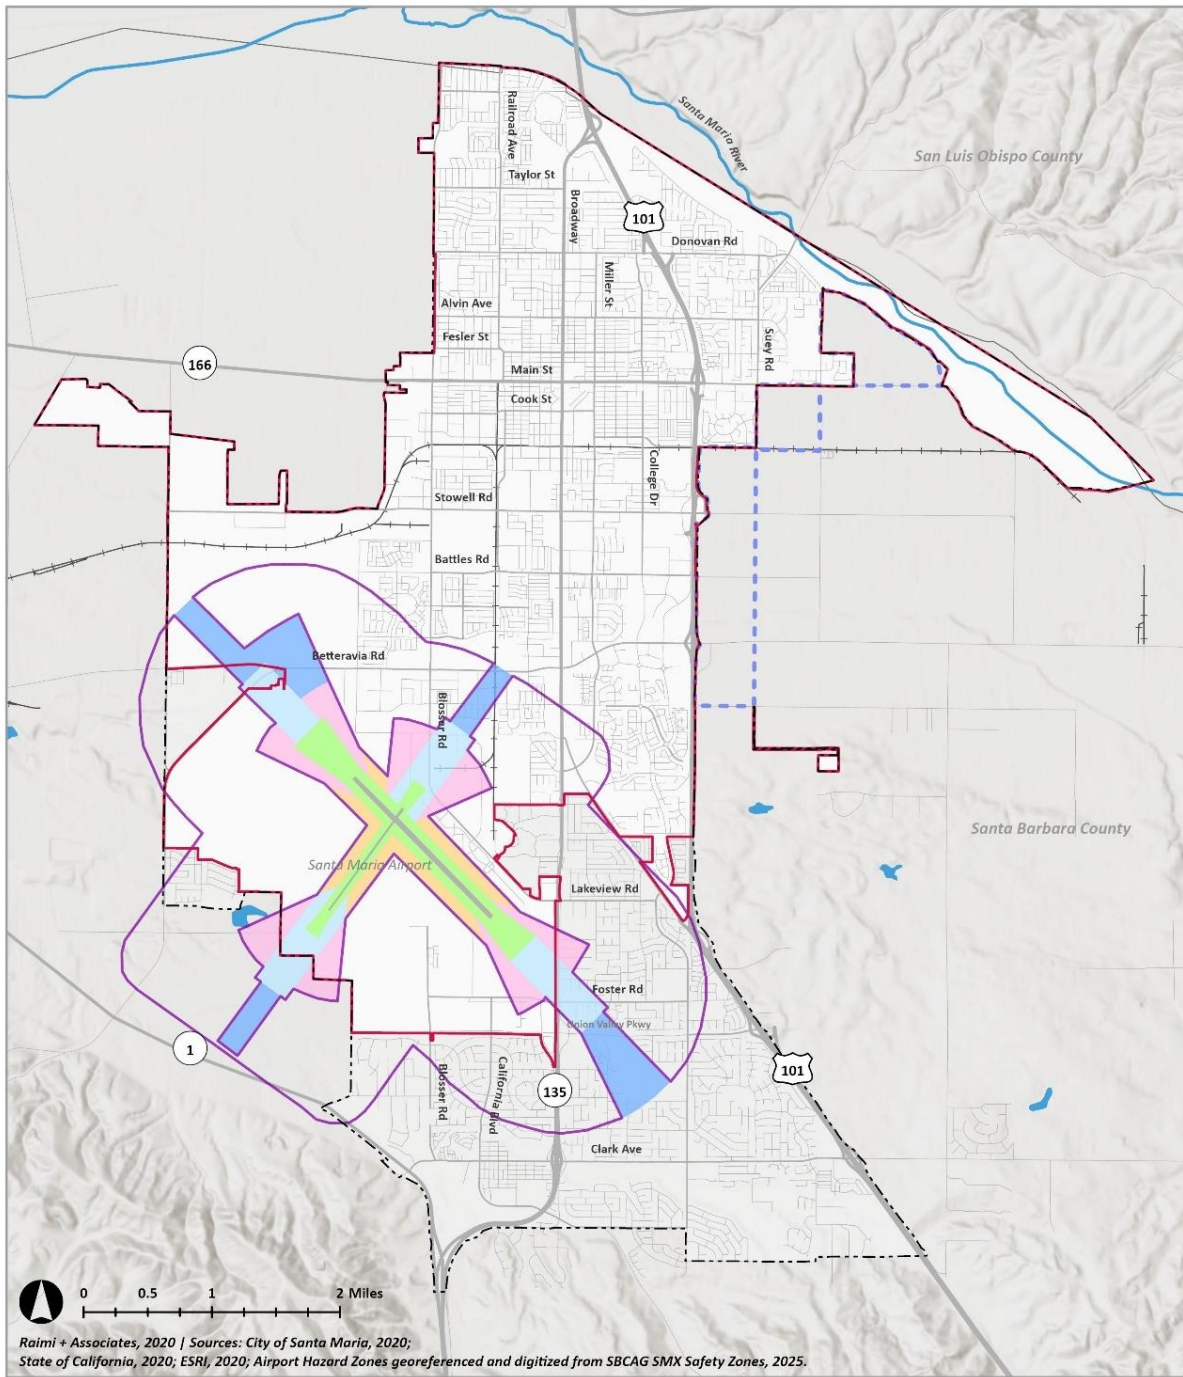 Santa Maria River
San Luis Obispo County
Railroad Ave
Taylor St
Broadway
101
Donovan Rd
Miller St
Alvin Ave
Fesler St
Suey Rd
166
Main St
Cook St
College Dr
Stowell Rd
Battles Rd
Betteravia Rd
Blosser Rd
Santa Barbara County
Santa Maria Airport
Lakeview Rd
Foster Rd
Union Valley Pkwy
1
Blosser Rd
California Blvd
135
101
Clark Ave
0 0.5 1 2 Miles
Raimi + Associates, 2020 | Sources: City of Santa Maria, 2020;
State of California, 2020; ESRI, 2020; Airport Hazard Zones georeferenced and digitized from SBCAG SMX Safety Zones, 2025.